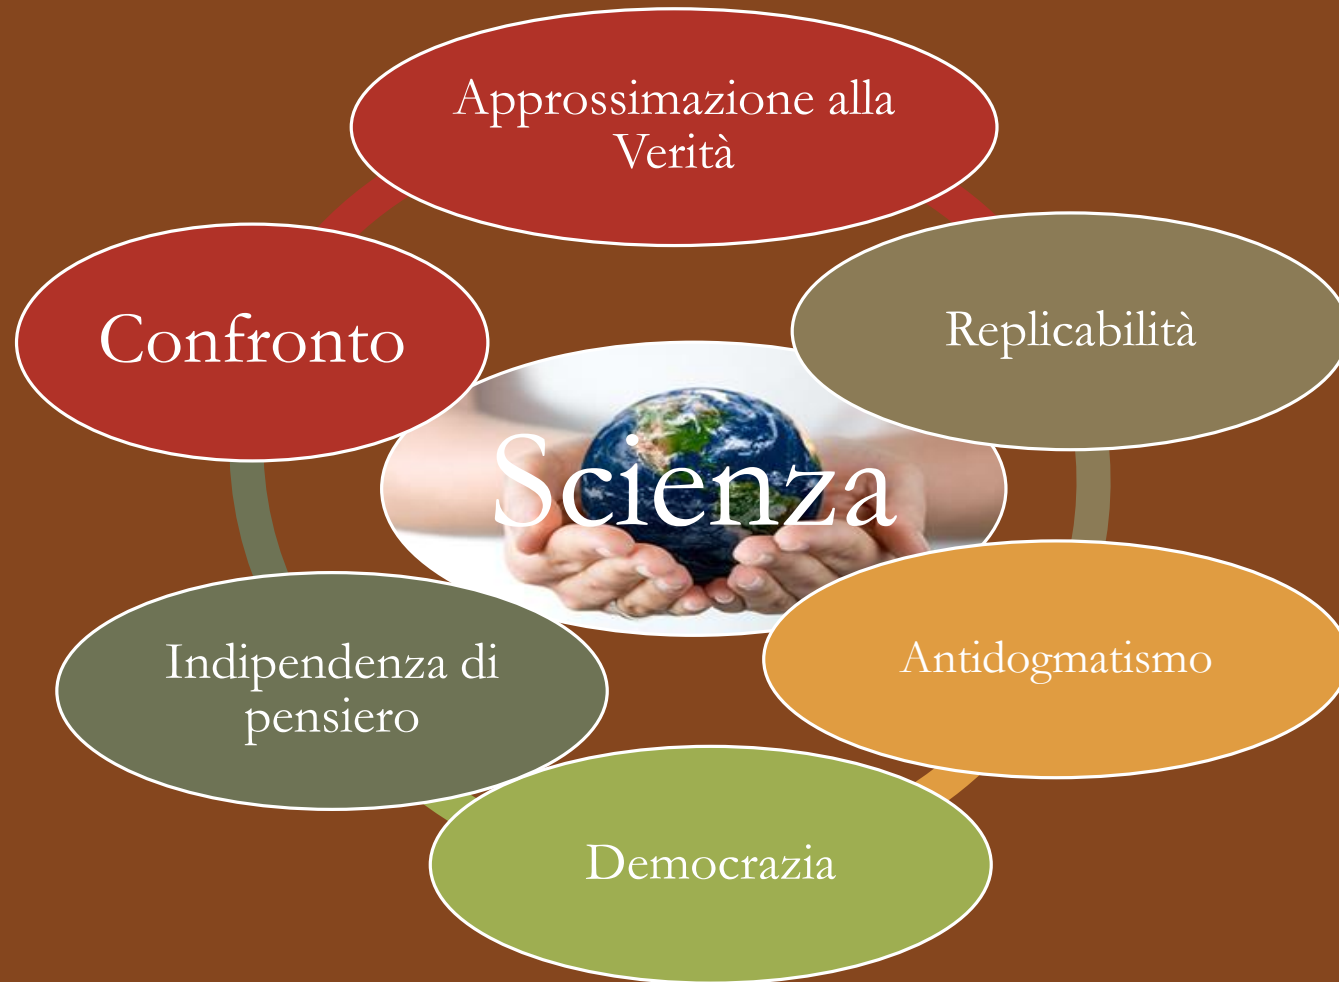 Approssimazione alla
Verità
Confronto
Replicabilità
Scienza
Indipendenza di
pensiero
Antidogmatismo
Democrazia